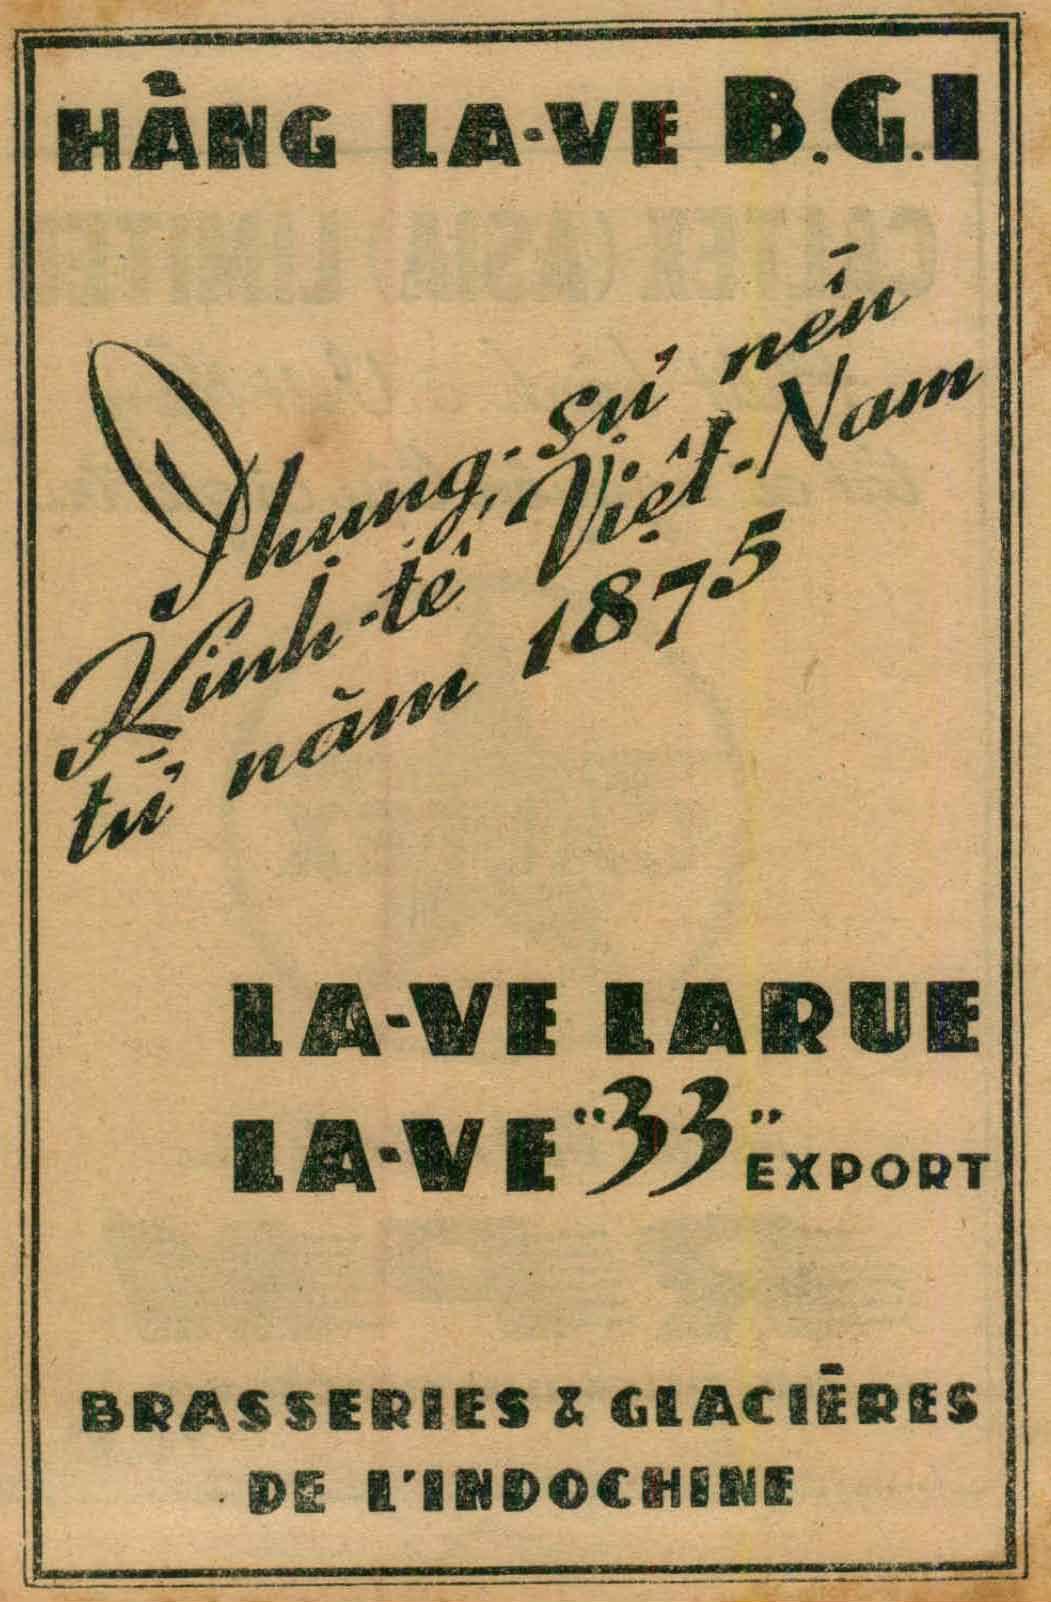 HÃNG LA-VE B.G.I
Phụng-sự nền
Kinh-tế Việt-Nam
từ năm 1875
LA-VE LARUE
LA-VE "33" EXPORT
BRASSERIES & GLACIÈRES
DE L'INDOCHINE